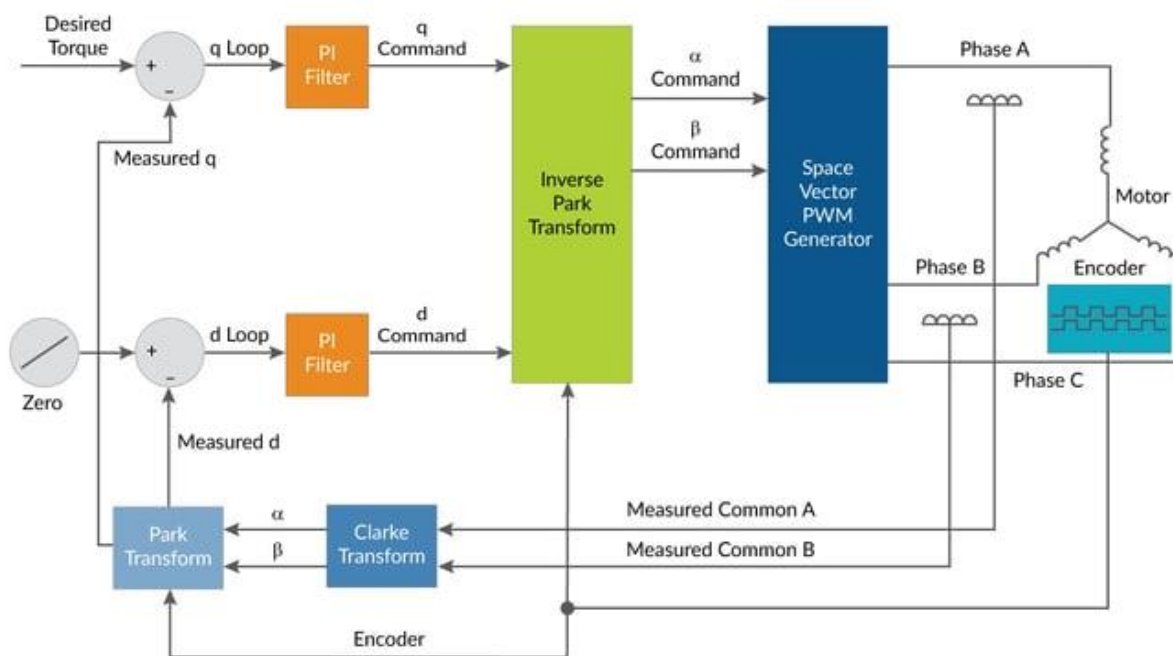 Desired
Torque
+
−
q Loop
PI
Filter
q
Command
Measured q
Inverse
Park
Transform
α
Command
β
Command
Space
Vector
PWM
Generator
Phase A
Motor
Phase B
Encoder
Phase C
Zero
+
−
d Loop
PI
Filter
d
Command
Measured d
Park
Transform
α
β
Clarke
Transform
Measured Common A
Measured Common B
Encoder